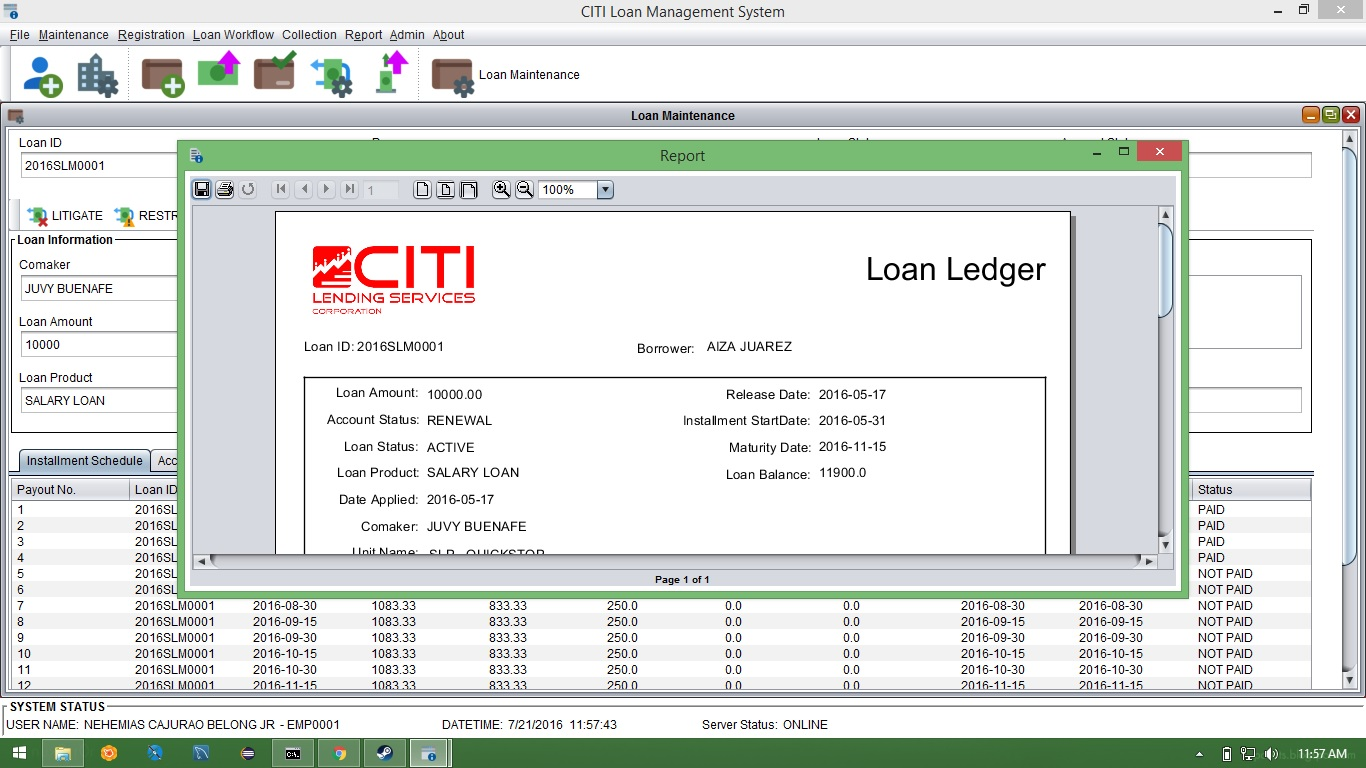 CITI Loan Management System
File Maintenance Registration Loan Workflow Collection Report Admin About
Loan Maintenance
Loan Maintenance
Loan ID
2016SLM0001
LITIGATE RESTR
Loan Information
Comaker
JUVY BUENAFE
Loan Amount
10000
Loan Product
SALARY LOAN
Report
1 100%
CITI
LENDING SERVICES
CORPORATION
Loan Ledger
Loan ID: 2016SLM0001 Borrower: AIZA JUAREZ
Loan Amount: 10000.00 Release Date: 2016-05-17
Account Status: RENEWAL Installment StartDate: 2016-05-31
Loan Status: ACTIVE Maturity Date: 2016-11-15
Loan Product: SALARY LOAN Loan Balance: 11900.0
Date Applied: 2016-05-17
Comaker: JUVY BUENAFE
Unit Name: SLP - QUICKSTOP
Page 1 of 1
Installment Schedule Acc
Payout No. Loan ID Status
1 2016SL PAID
2 2016SL PAID
3 2016SL PAID
4 2016SL PAID
5 2016SL NOT PAID
6 2016SL NOT PAID
7 2016SLM0001 2016-08-30 1083.33 833.33 250.0 0.0 0.0 2016-08-30 2016-08-30 NOT PAID
8 2016SLM0001 2016-09-15 1083.33 833.33 250.0 0.0 0.0 2016-09-15 2016-09-15 NOT PAID
9 2016SLM0001 2016-09-30 1083.33 833.33 250.0 0.0 0.0 2016-09-30 2016-09-30 NOT PAID
10 2016SLM0001 2016-10-15 1083.33 833.33 250.0 0.0 0.0 2016-10-15 2016-10-15 NOT PAID
11 2016SLM0001 2016-10-30 1083.33 833.33 250.0 0.0 0.0 2016-10-30 2016-10-30 NOT PAID
12 2016SLM0001 2016-11-15 1083.33 833.33 250.0 0.0 0.0 2016-11-15 2016-11-15 NOT PAID
SYSTEM STATUS
USER NAME: NEHEMIAS CAJURAO BELONG JR - EMP0001 DATETIME: 7/21/2016 11:57:43 Server Status: ONLINE
11:57 AM